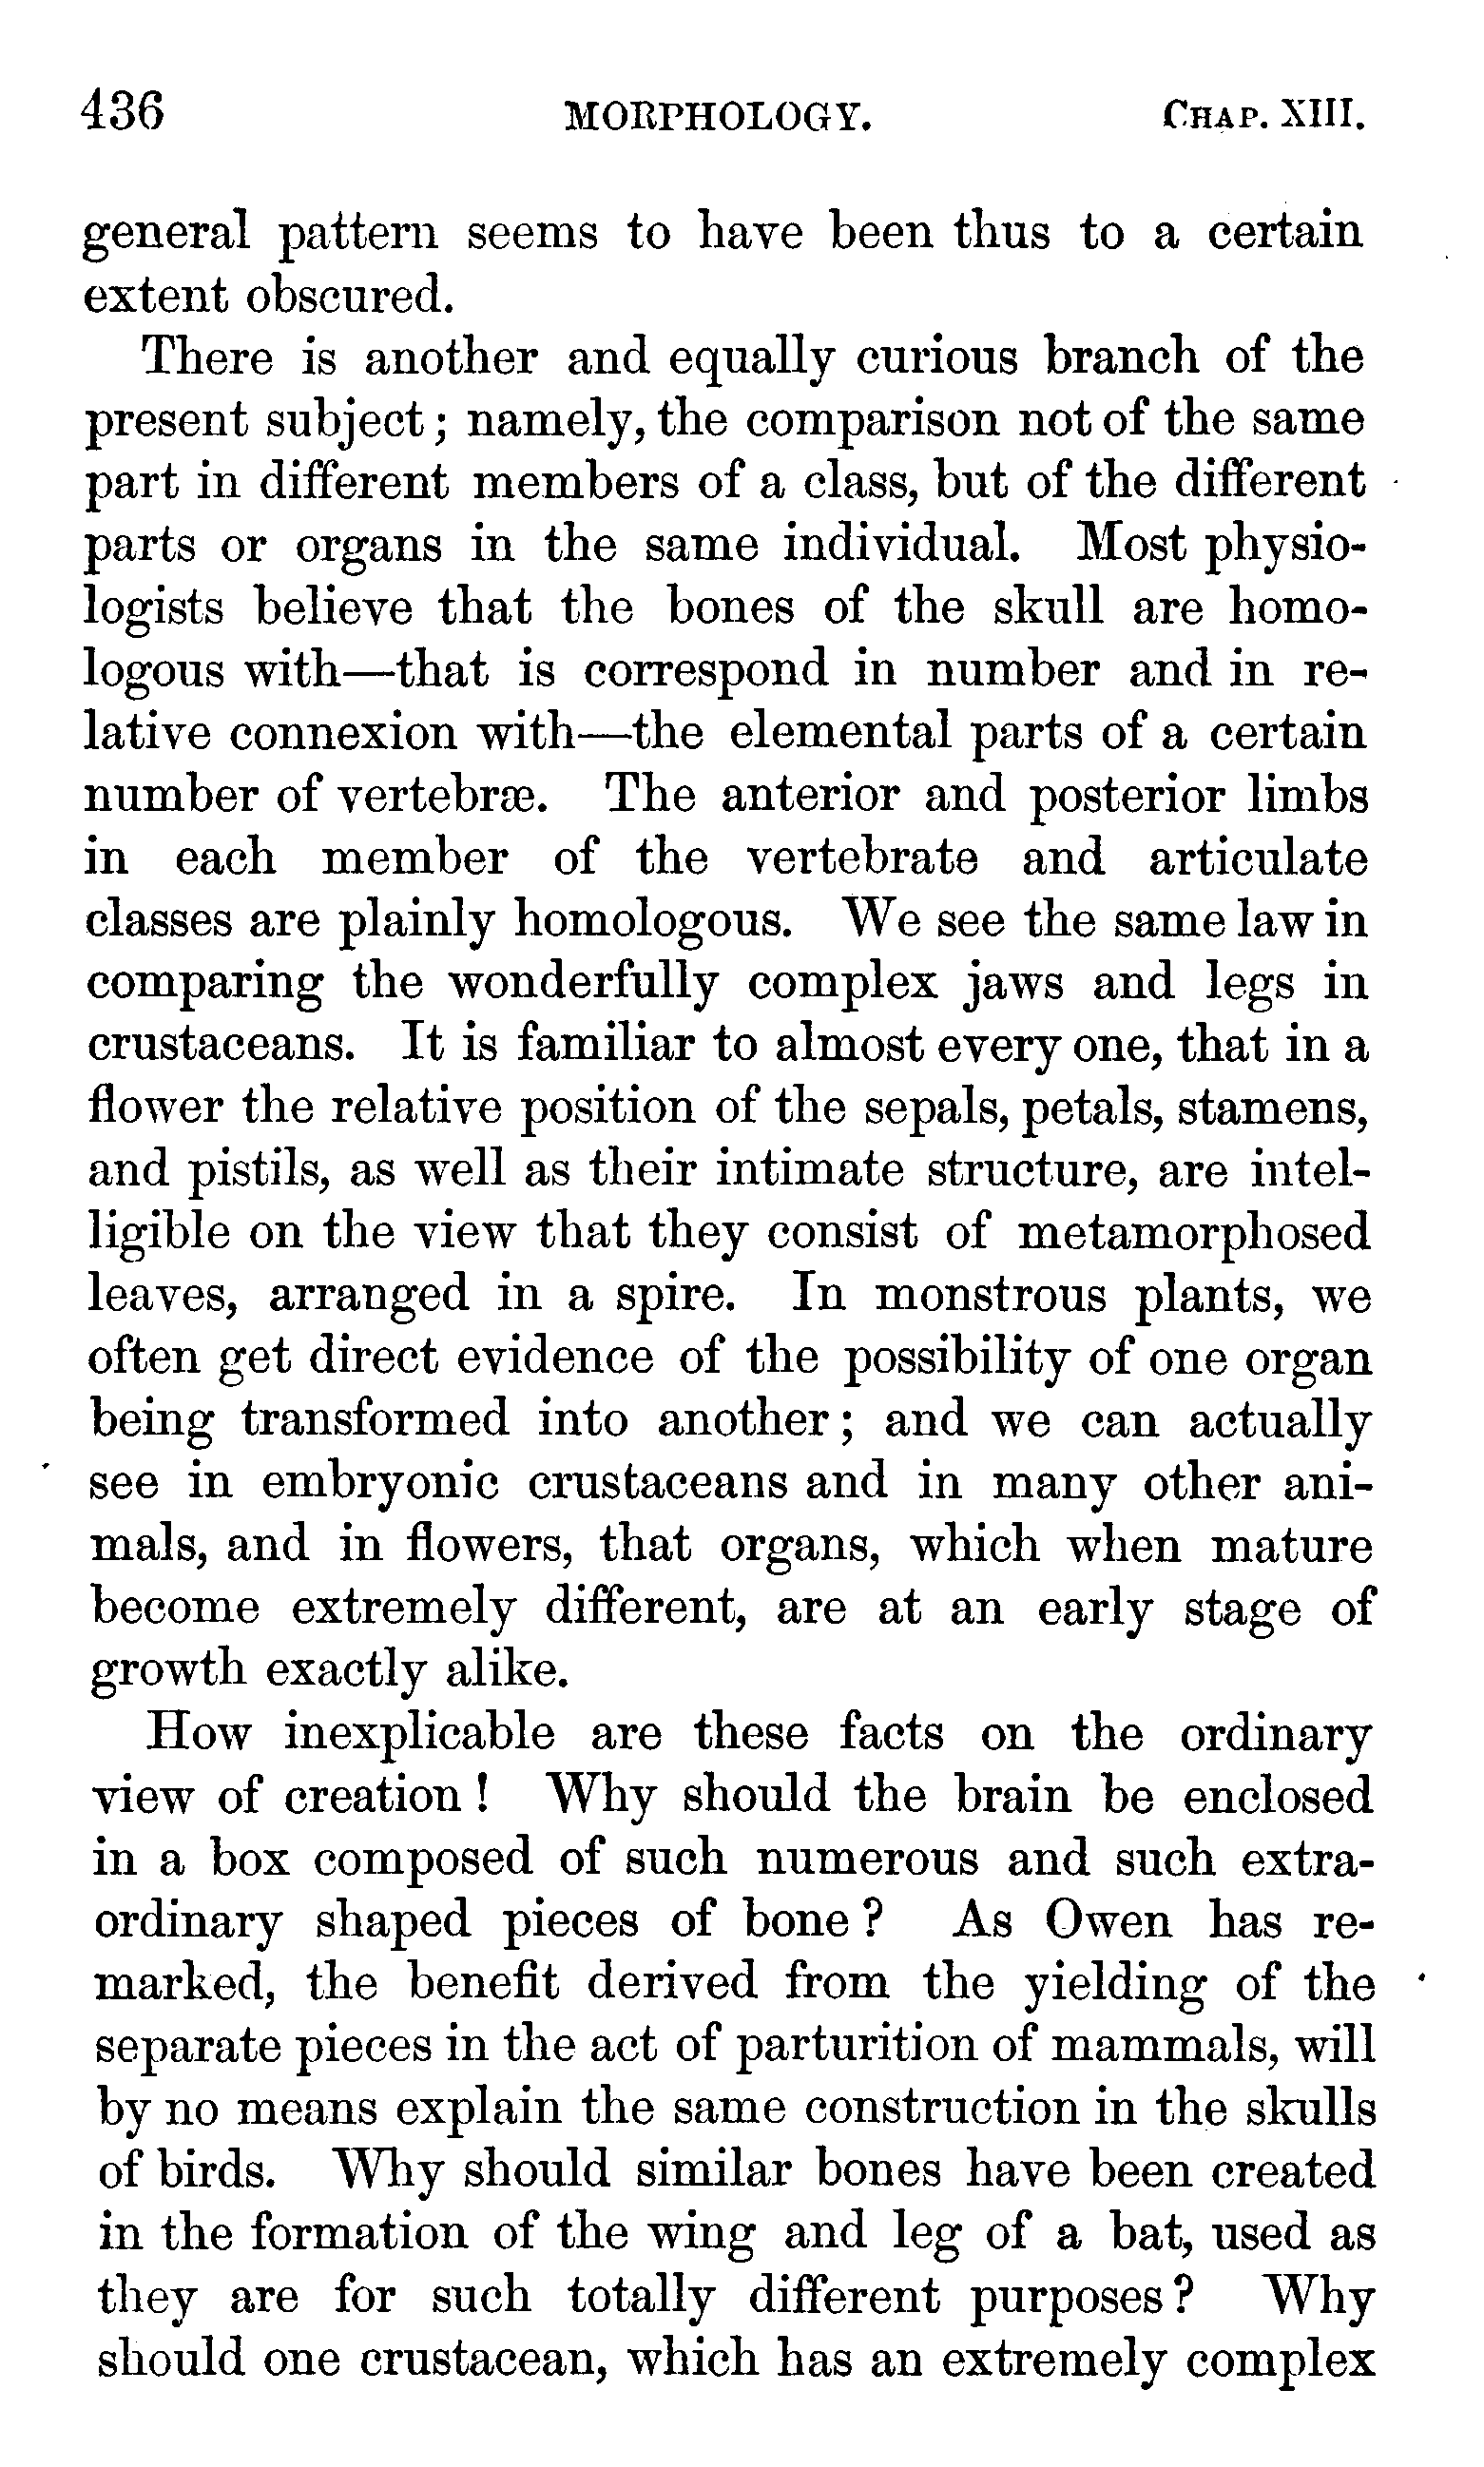 436 MORPHOLOGY. CHAP. XIII.
general pattern seems to have been thus to a certain
extent obscured.
There is another and equally curious branch of the
present subject; namely, the comparison not of the same
part in different members of a class, but of the different
parts or organs in the same individual. Most physio-
logists believe that the bones of the skull are homo-
logous with—that is correspond in number and in re-
lative connexion with—the elemental parts of a certain
number of vertebræ. The anterior and posterior limbs
in each member of the vertebrate and articulate
classes are plainly homologous. We see the same law in
comparing the wonderfully complex jaws and legs in
crustaceans. It is familiar to almost every one, that in a
flower the relative position of the sepals, petals, stamens,
and pistils, as well as their intimate structure, are intel-
ligible on the view that they consist of metamorphosed
leaves, arranged in a spire. In monstrous plants, we
often get direct evidence of the possibility of one organ
being transformed into another; and we can actually
see in embryonic crustaceans and in many other ani-
mals, and in flowers, that organs, which when mature
become extremely different, are at an early stage of
growth exactly alike.
How inexplicable are these facts on the ordinary
view of creation! Why should the brain be enclosed
in a box composed of such numerous and such extra-
ordinary shaped pieces of bone? As Owen has re-
marked, the benefit derived from the yielding of the
separate pieces in the act of parturition of mammals, will
by no means explain the same construction in the skulls
of birds. Why should similar bones have been created
in the formation of the wing and leg of a bat, used as
they are for such totally different purposes? Why
should one crustacean, which has an extremely complex